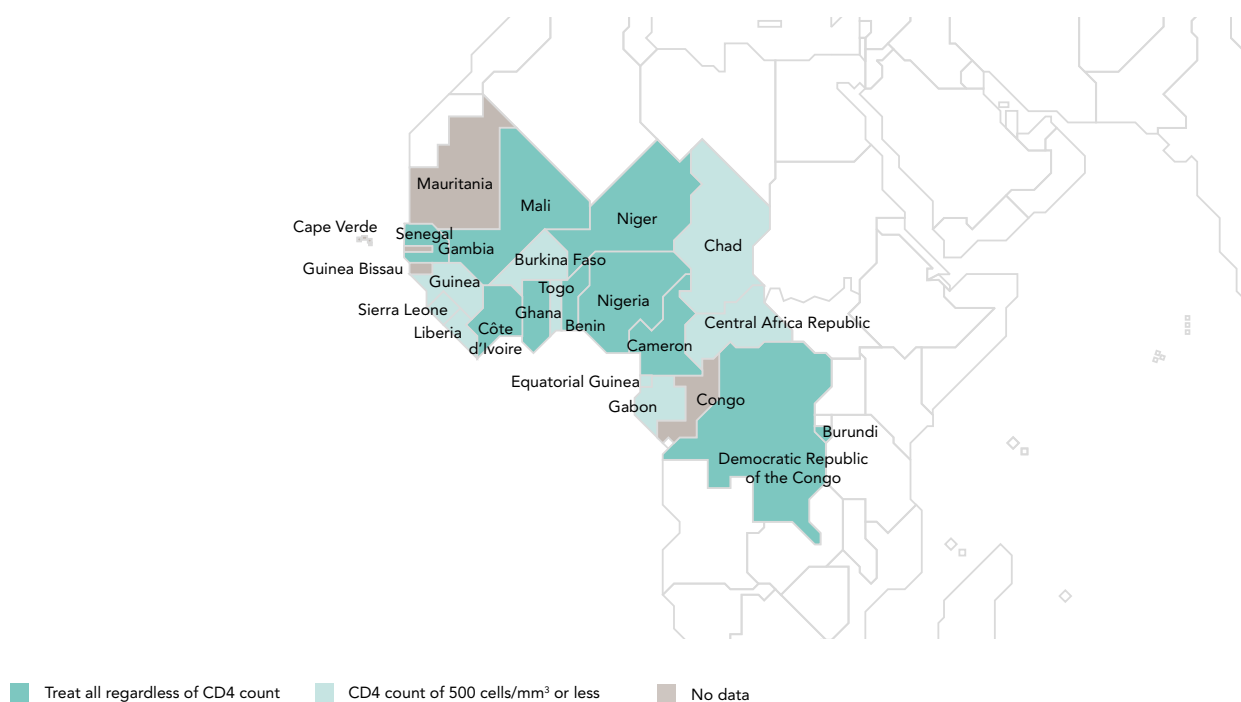 Mauritania
Mali
Niger
Cape Verde
Senegal
Chad
Gambia
Burkina Faso
Guinea Bissau
Guinea
Togo
Nigeria
Sierra Leone
Ghana
Central Africa Republic
Liberia
Côte
d'Ivoire
Benin
Cameron
Equatorial Guinea
Gabon
Congo
Burundi
Democratic Republic
of the Congo
Treat all regardless of CD4 count
CD4 count of 500 cells/mm³ or less
No data